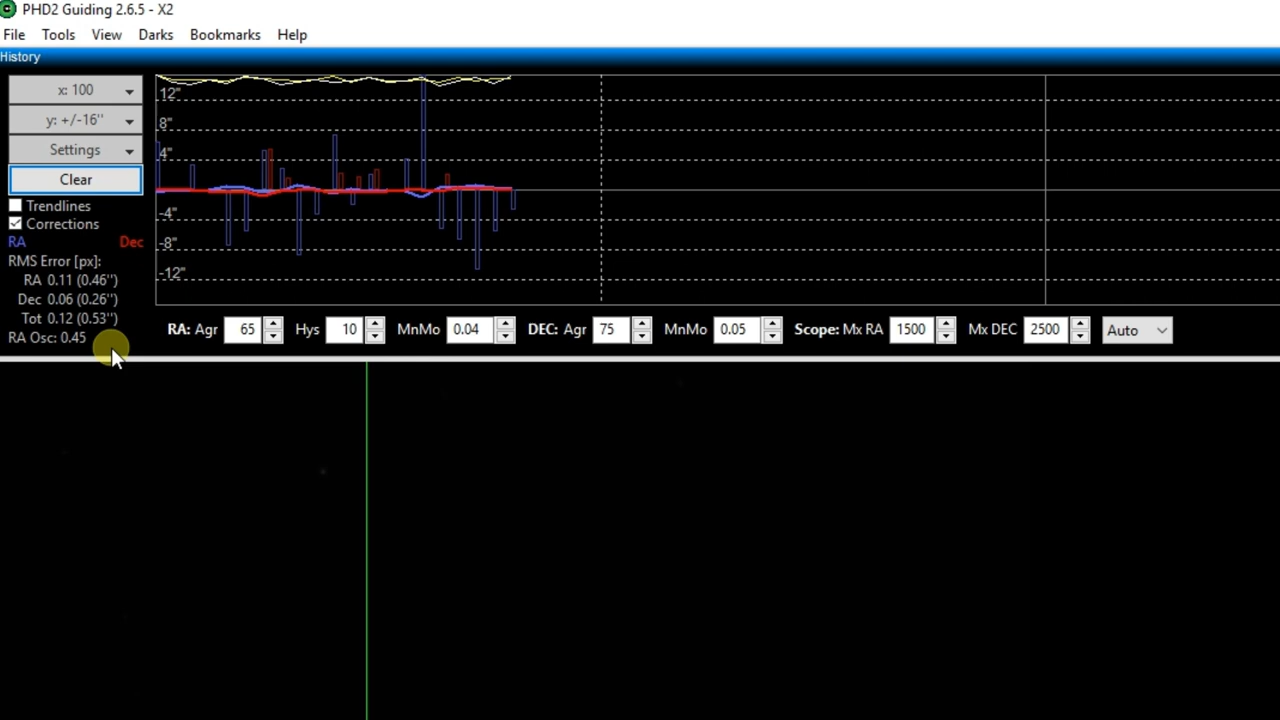 PHD2 Guiding 2.6.5 - X2
File Tools View Darks Bookmarks Help
History
x: 100
y: +/-16''
Settings
Clear
Trendlines
Corrections
RA Dec
RMS Error [px]:
RA 0.11 (0.46'')
Dec 0.06 (0.26'')
Tot 0.12 (0.53'')
RA Osc: 0.45
12''
8''
4''
-4''
-8''
-12''
RA: Agr 65 Hys 10 MnMo 0.04 DEC: Agr 75 MnMo 0.05 Scope: Mx RA 1500 Mx DEC 2500 Auto